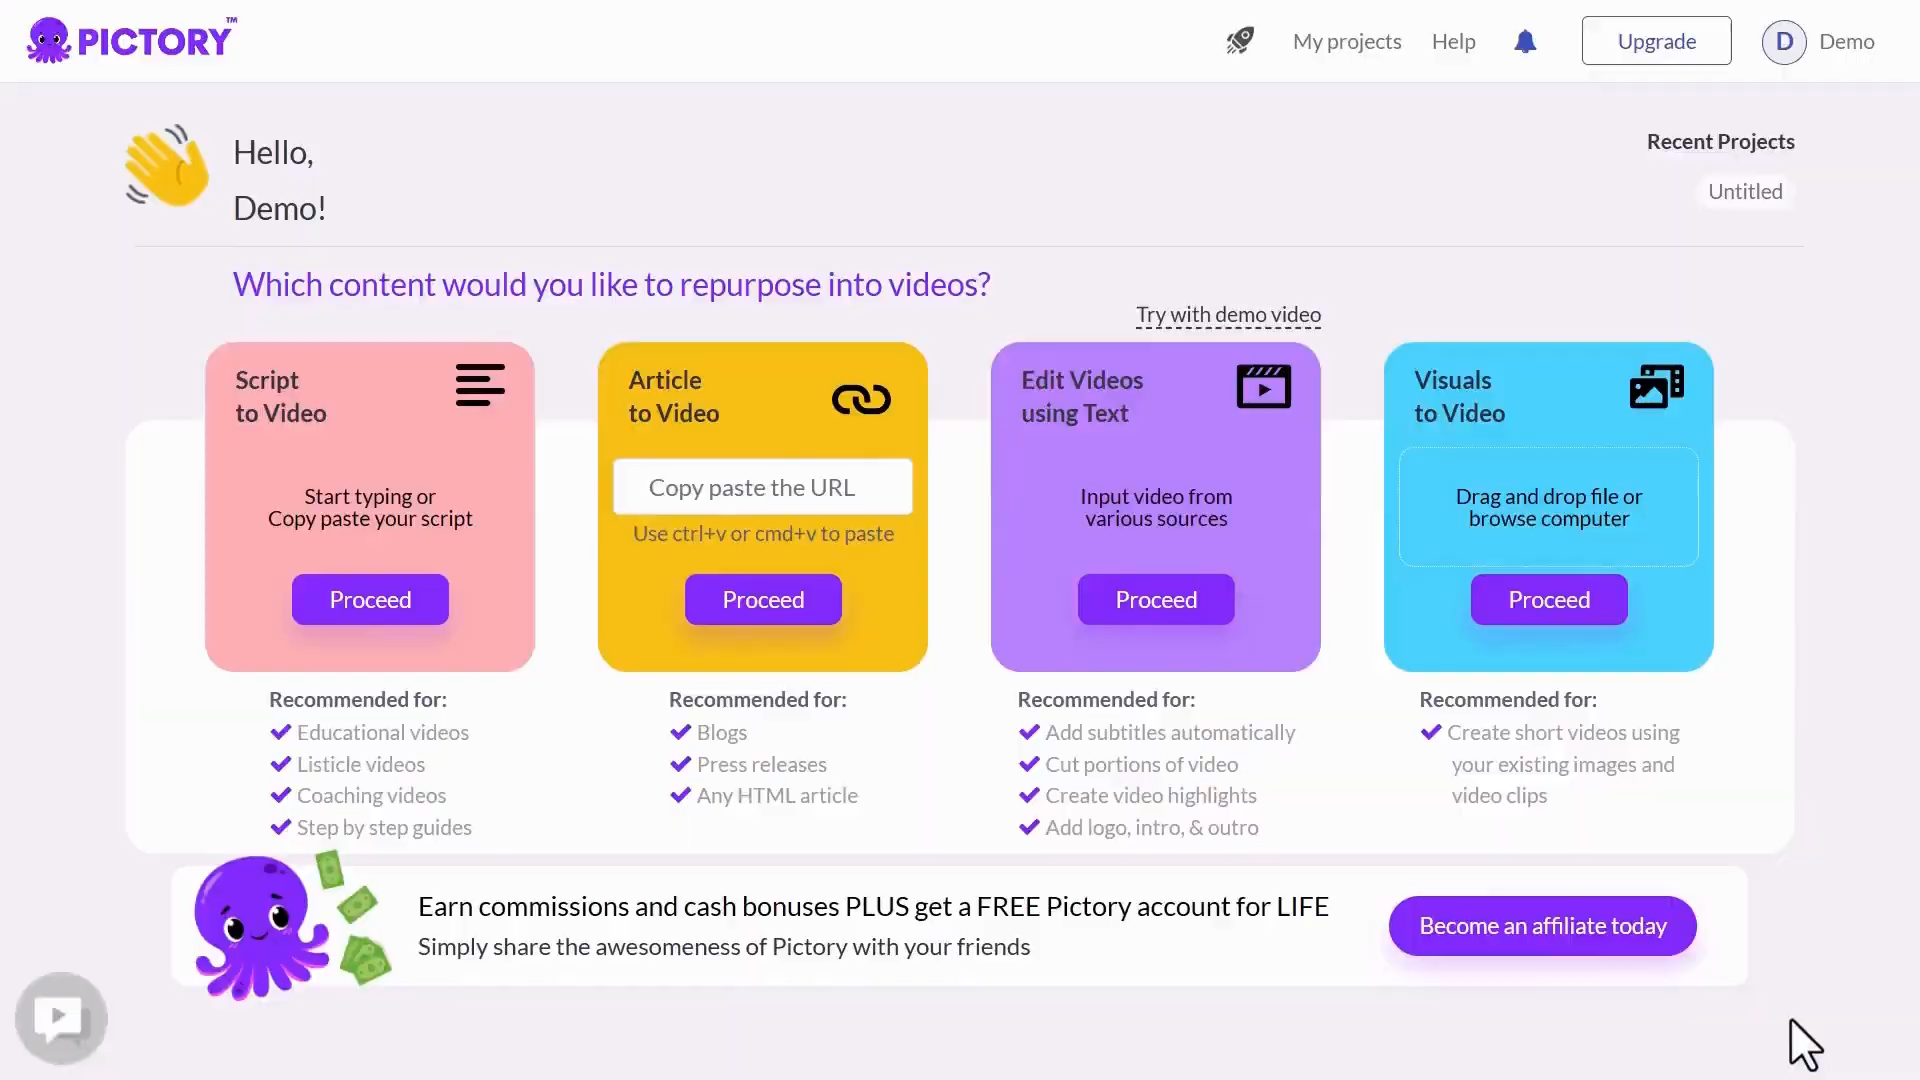 PICTORY™
My projects
Help
Upgrade
D
Demo
Hello,
Demo!
Recent Projects
Untitled
Which content would you like to repurpose into videos?
Try with demo video
Script
to Video
Start typing or
Copy paste your script
Proceed
Article
to Video
Copy paste the URL
Use ctrl+v or cmd+v to paste
Proceed
Edit Videos
using Text
Input video from
various sources
Proceed
Visuals
to Video
Drag and drop file or
browse computer
Proceed
Recommended for:
Educational videos
Listicle videos
Coaching videos
Step by step guides
Recommended for:
Blogs
Press releases
Any HTML article
Recommended for:
Add subtitles automatically
Cut portions of video
Create video highlights
Add logo, intro, & outro
Recommended for:
Create short videos using
your existing images and
video clips
Earn commissions and cash bonuses PLUS get a FREE Pictory account for LIFE
Simply share the awesomeness of Pictory with your friends
Become an affiliate today